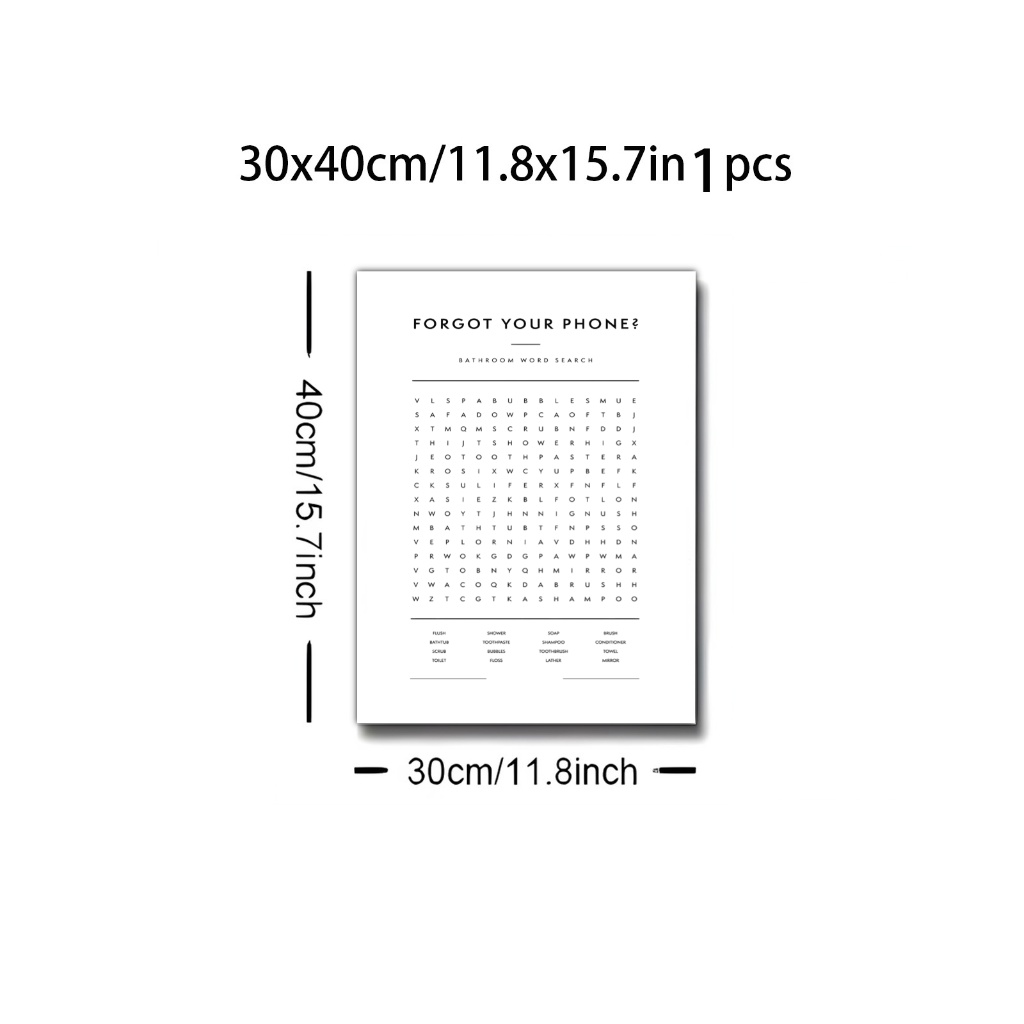 30x40cm/11.8x15.7in 1 pcs
FORGOT YOUR PHONE?
BATHROOM WORD SEARCH
V L S P A B U B B L E S M U E
S A F A D O W P C A O F T B J
X T M Q M S C R U B N F D D J
T H I J T S H O W E R H I G X
J E O T O O T H P A S T E R A
K R O S I X W C Y U P B E F K
C K S U L I F E R X F N F L F
X A S I E Z K B L F O T L O N
N W O Y T J H N N I G N U S H
M B A T H T U B T F N P S S O
V E P L O R N I A V D H H D N
P R W O K G D G P A W P W M A
V G T O B N Y Q H M I R R O R
V W A C O Q K D A B R U S H H
W Z T C G T K A S H A M P O O
FLUSH SHOWER SOAP BRUSH
BATHTUB TOOTHPASTE SHAMPOO CONDITIONER
SCRUB BUBBLES TOOTHBRUSH TOWEL
TOILET FLOSS LATHER MIRROR
40cm/15.7inch
30cm/11.8inch